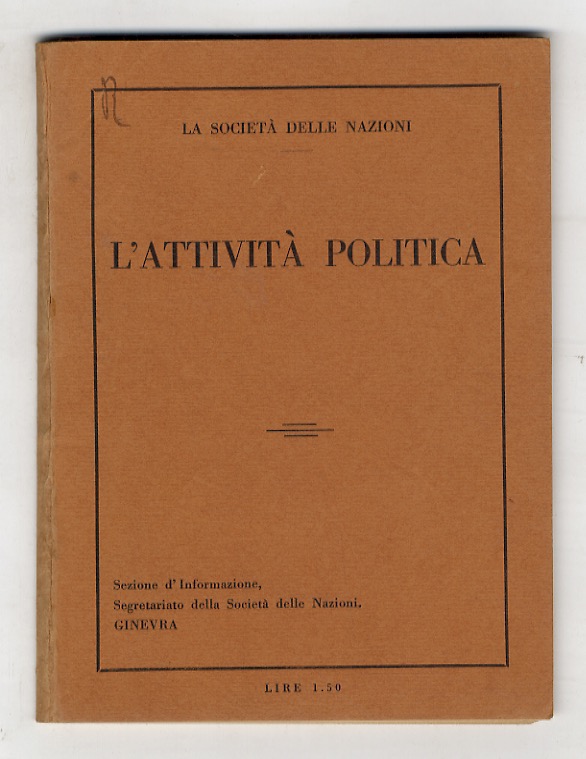 LA SOCIETÀ DELLE NAZIONI
L'ATTIVITÀ POLITICA
Sezione d'Informazione,
Segretariato della Società delle Nazioni.
GINEVRA
LIRE 1.50